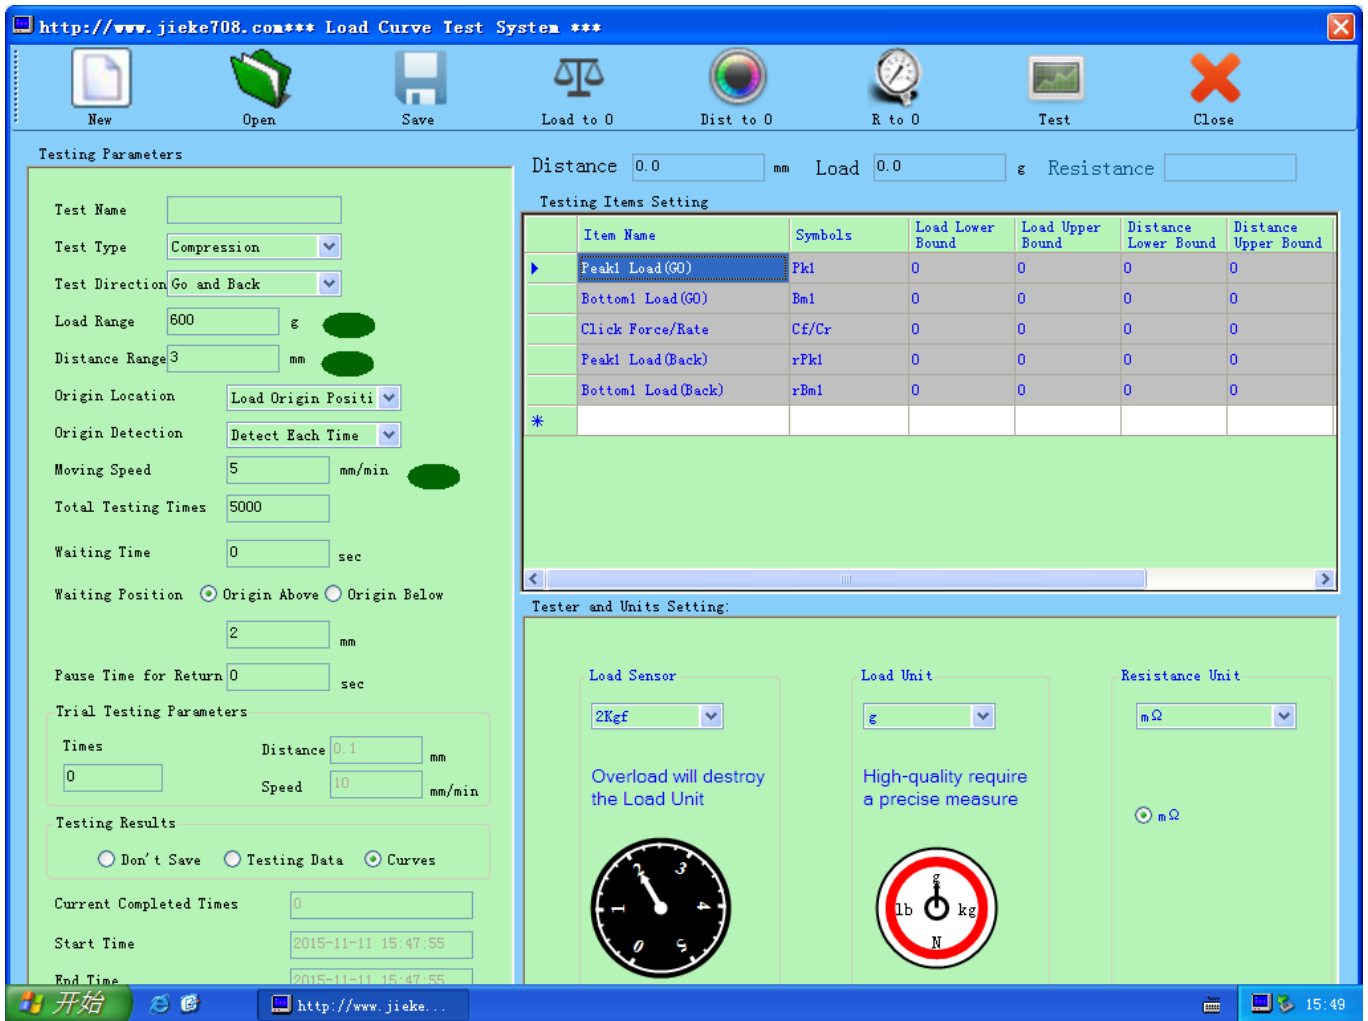 http://www.jieke708.com*** Load Curve Test System ***
New Open Save Load to 0 Dist to 0 R to 0 Test Close
Testing Parameters
Test Name
Test Type Compression
Test Direction Go and Back
Load Range 600 g
Distance Range 3 mm
Origin Location Load Origin Positi
Origin Detection Detect Each Time
Moving Speed 5 mm/min
Total Testing Times 5000
Waiting Time 0 sec
Waiting Position Origin Above Origin Below
2 mm
Pause Time for Return 0 sec
Trial Testing Parameters
Times Distance 0.1 mm
0 Speed 10 mm/min
Testing Results
Don't Save Testing Data Curves
Current Completed Times 0
Start Time 2015-11-11 15:47:55
End Time 2015-11-11 15:47:55
Distance 0.0 mm Load 0.0 g Resistance
Testing Items Setting
Item Name Symbols Load Lower Bound Load Upper Bound Distance Lower Bound Distance Upper Bound
Peak1 Load(GO) Pk1 0 0 0 0
Bottom1 Load(GO) Bm1 0 0 0 0
Click Force/Rate Cf/Cr 0 0 0 0
Peak1 Load(Back) rPk1 0 0 0 0
Bottom1 Load(Back) rBm1 0 0 0 0
*
Tester and Units Setting:
Load Sensor Load Unit Resistance Unit
2Kgf g mΩ
Overload will destroy
the Load Unit
High-quality require
a precise measure
mΩ
0 1 2 3 4 5
g
lb kg
N
开始 http://www.jieke... 15:49